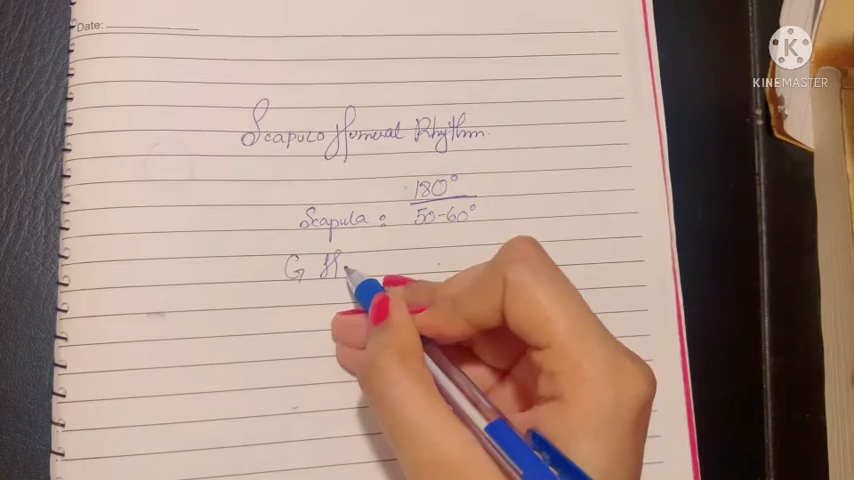 Date:
KINEMASTER
Scapulo Humeral Rhythm.
180°
Scapula : 50-60°
G H